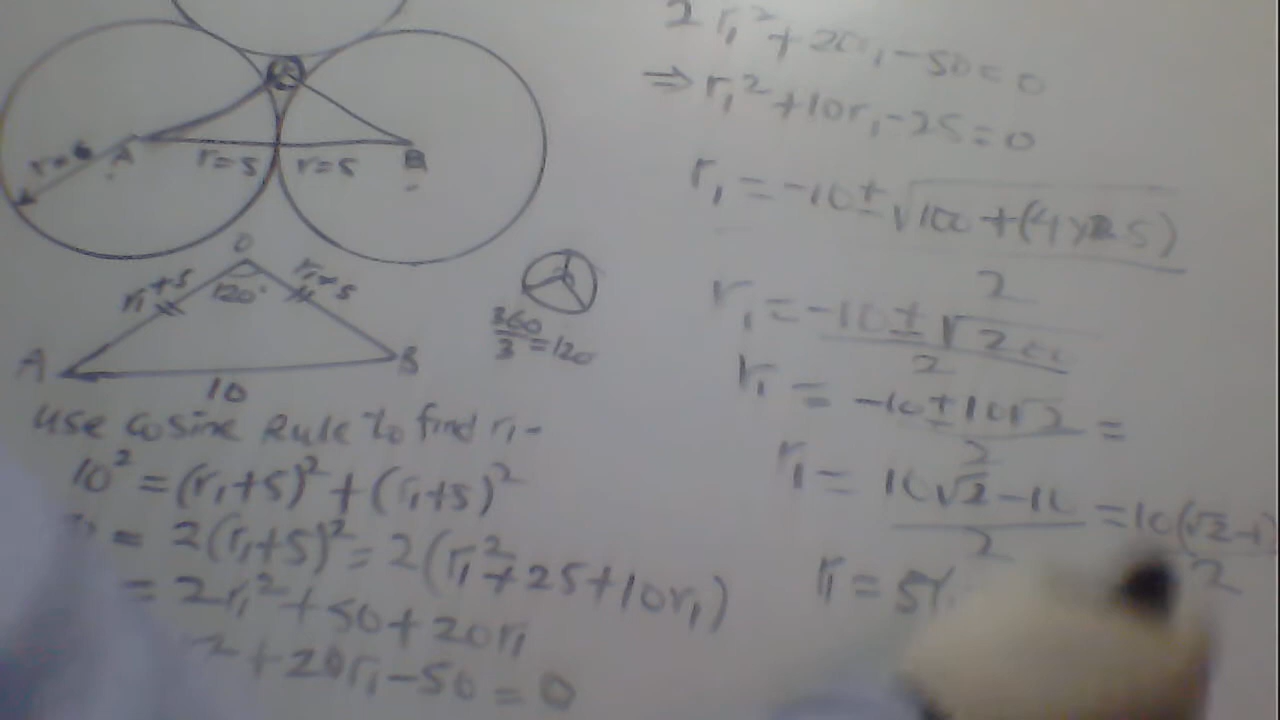 r=6 A r=5 r=5 B
O
r₁+5 120° r₁+5
A 10 B
360/3=120
Use Cosine Rule to find r₁-
10²=(r₁+5)²+(r₁+5)²
= 2(r₁+5)²=2(r₁²+25+10r₁)
=2r₁²+50+20r₁
²+20r₁-50=0
2r₁²+20r₁-50=0
⇒r₁²+10r₁-25=0
r₁=-10±√100+(4)25)/2
r₁=-10±√200/2
r₁=-10±10√2/2=
r₁=10√2-10/2=10(√2-1)/2
r₁=5(